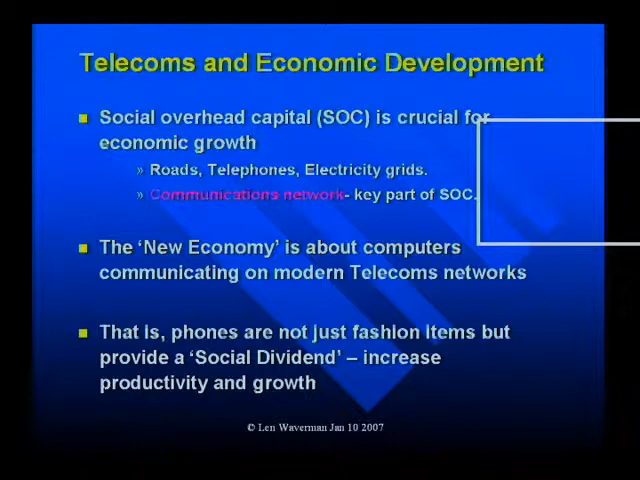 Telecoms and Economic Development
Social overhead capital (SOC) is crucial for
economic growth
» Roads, Telephones, Electricity grids.
» Communications network- key part of SOC.
The ‘New Economy’ is about computers
communicating on modern Telecoms networks
That is, phones are not just fashion items but
provide a ‘Social Dividend’ – increase
productivity and growth
© Len Waverman Jan 10 2007